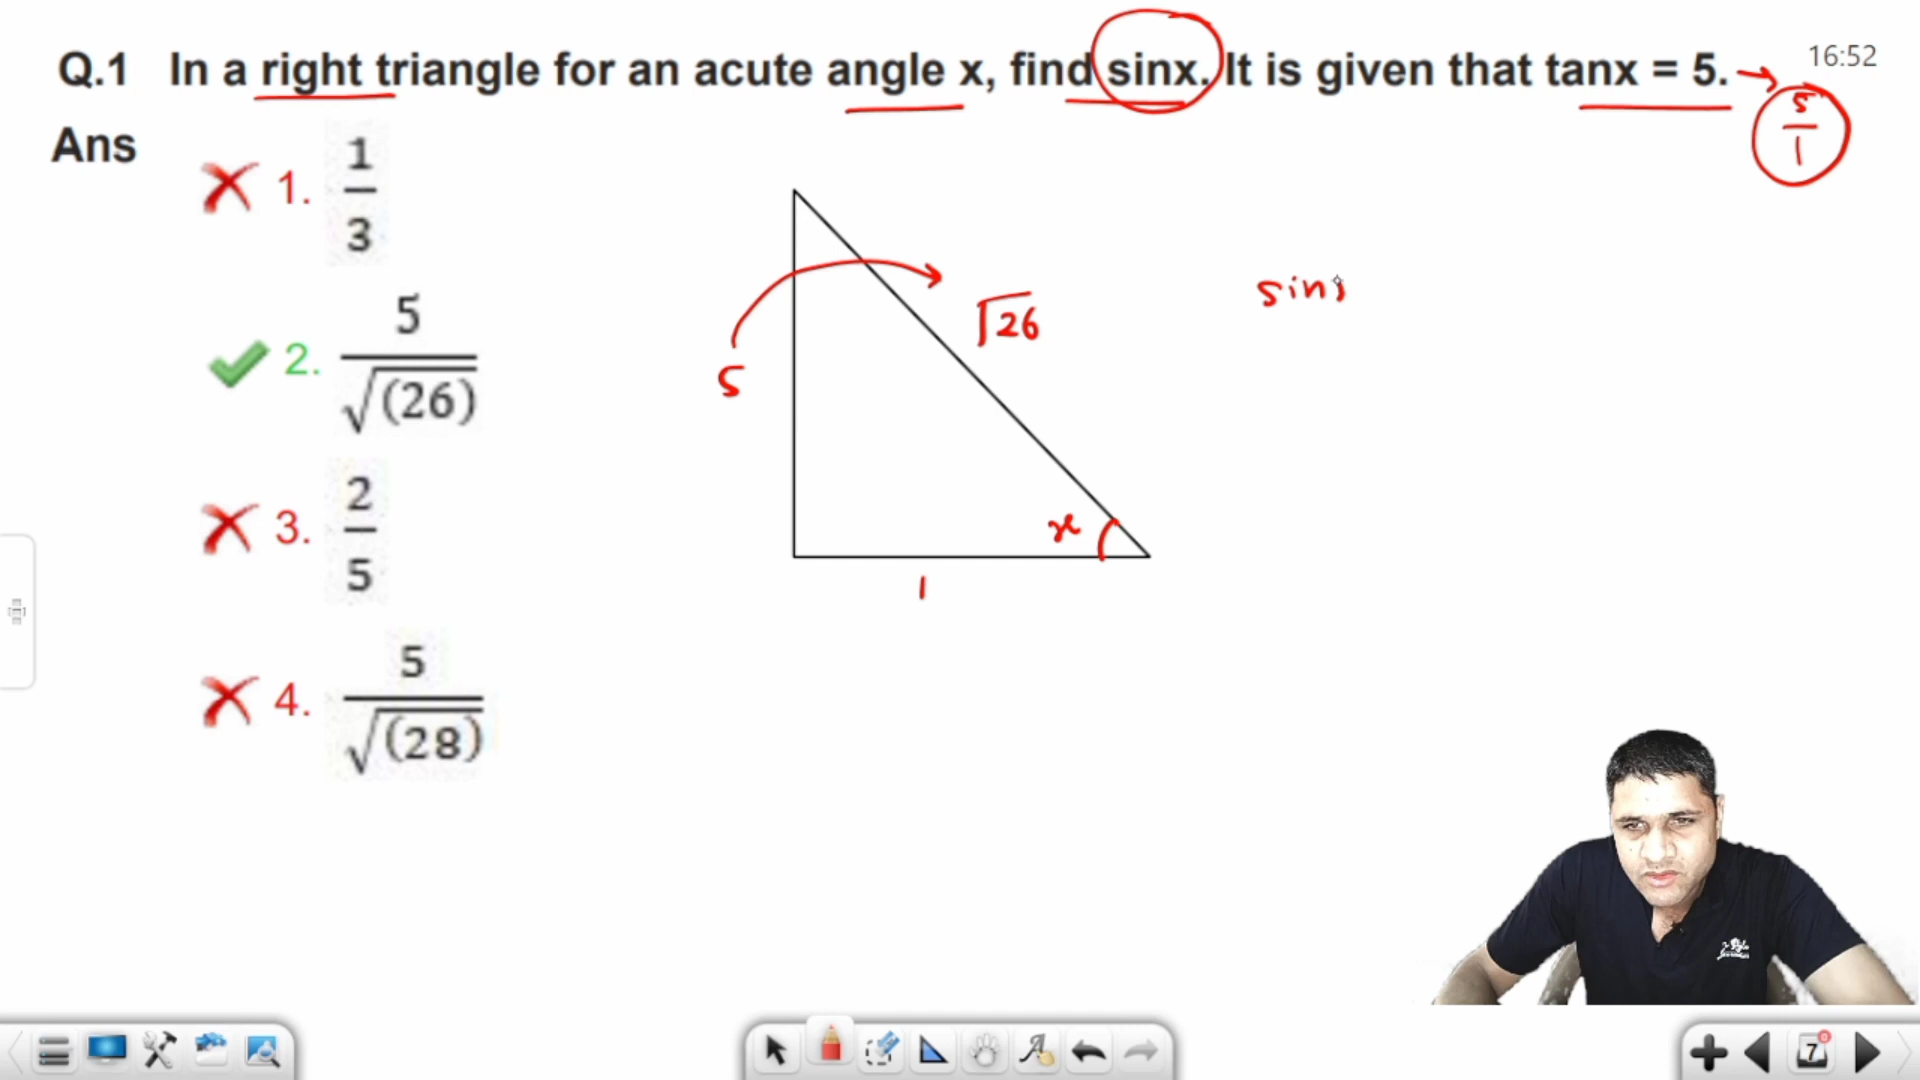 Q.1 In a right triangle for an acute angle x, find sinx. It is given that tanx = 5.
16:52
5
1
Ans
1. 1/3
2. 5/√(26)
3. 2/5
4. 5/√(28)
5
√26
x
1
sin
7